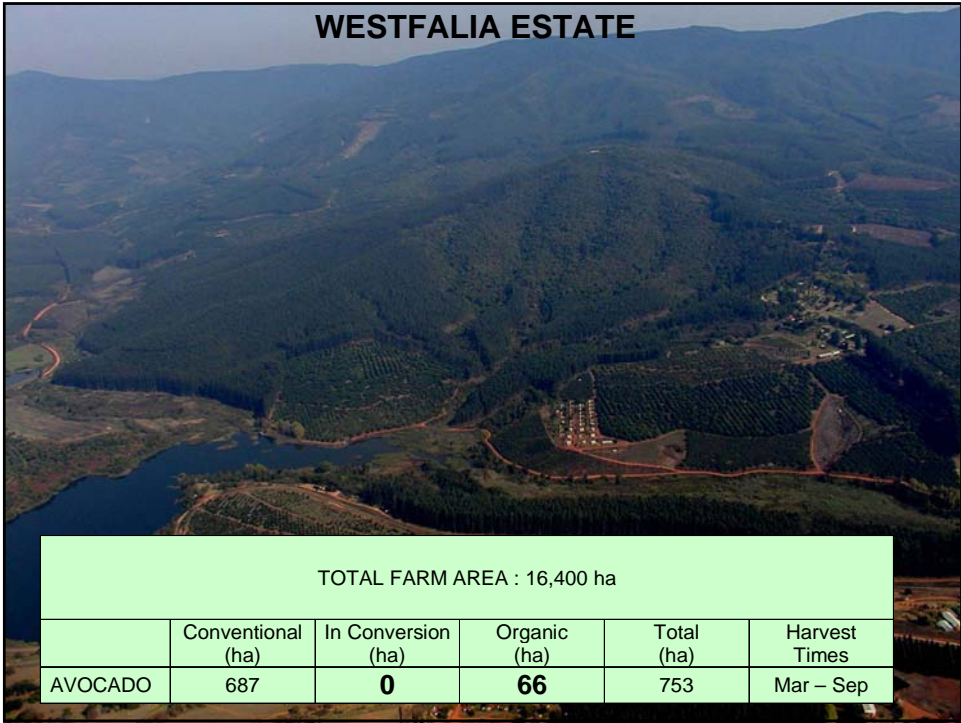 WESTFALIA ESTATE
TOTAL FARM AREA : 16,400 ha
Conventional (ha) In Conversion (ha) Organic (ha) Total (ha) Harvest Times
AVOCADO 687 0 66 753 Mar – Sep